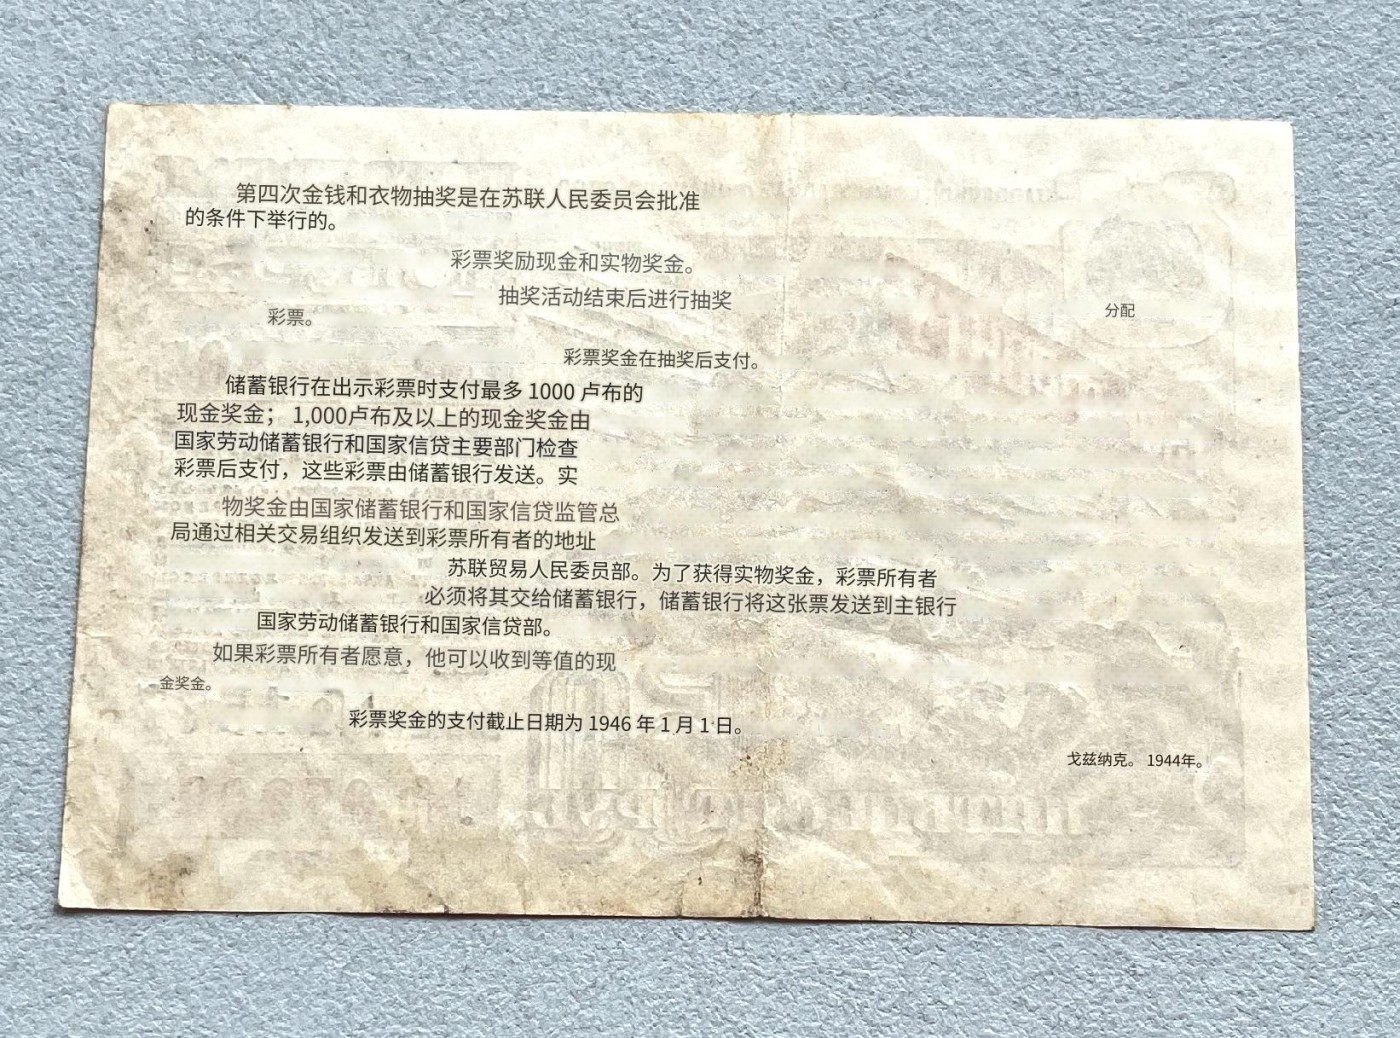 第四次金钱和衣物抽奖是在苏联人民委员会批准
的条件下举行的。
彩票奖励现金和实物奖金。
抽奖活动结束后进行抽奖
彩票。
分配
彩票奖金在抽奖后支付。
储蓄银行在出示彩票时支付最多 1000 卢布的
现金奖金； 1,000卢布及以上的现金奖金由
国家劳动储蓄银行和国家信贷主要部门检查
彩票后支付，这些彩票由储蓄银行发送。实
物奖金由国家储蓄银行和国家信贷监管总
局通过相关交易组织发送到彩票所有者的地址
苏联贸易人民委员部。为了获得实物奖金，彩票所有者
必须将其交给储蓄银行，储蓄银行将这张票发送到主银行
国家劳动储蓄银行和国家信贷部。
如果彩票所有者愿意，他可以收到等值的现
金奖金。
彩票奖金的支付截止日期为 1946 年 1 月 1 日。
戈兹纳克。 1944年。